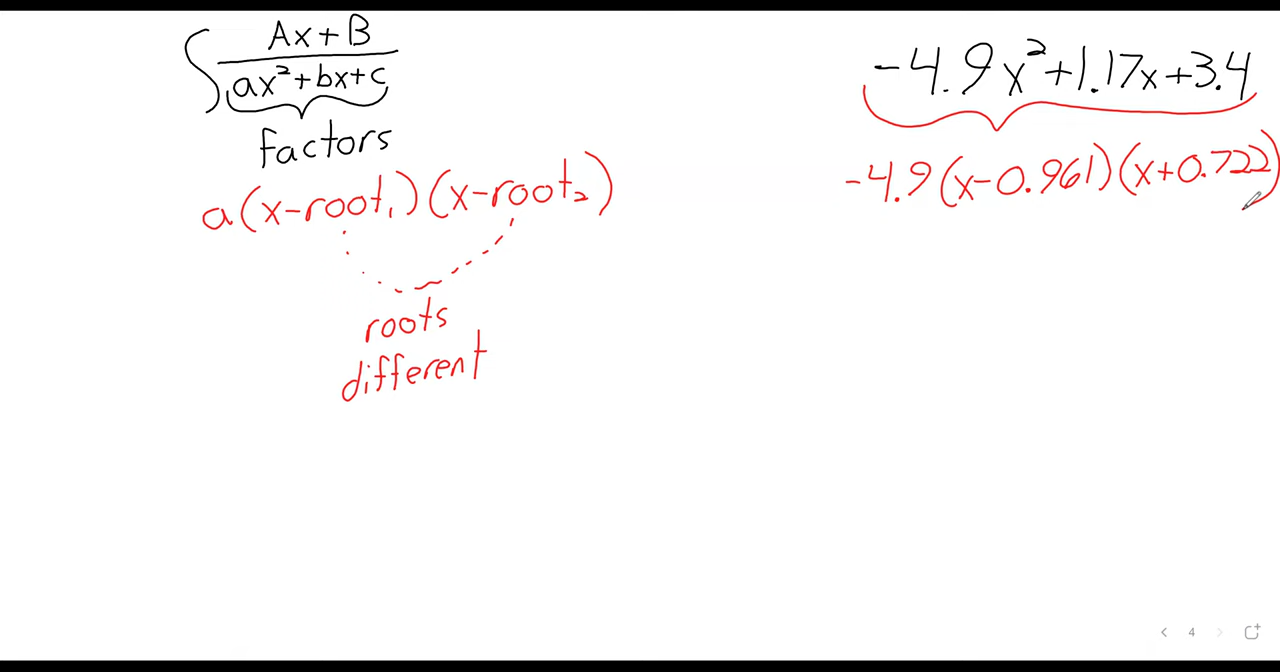 ∫ Ax+B
ax²+bx+c
factors
a(x-root₁)(x-root₂)
roots
different
-4.9x²+1.17x+3.4
-4.9(x-0.961)(x+0.722)
< 4 >